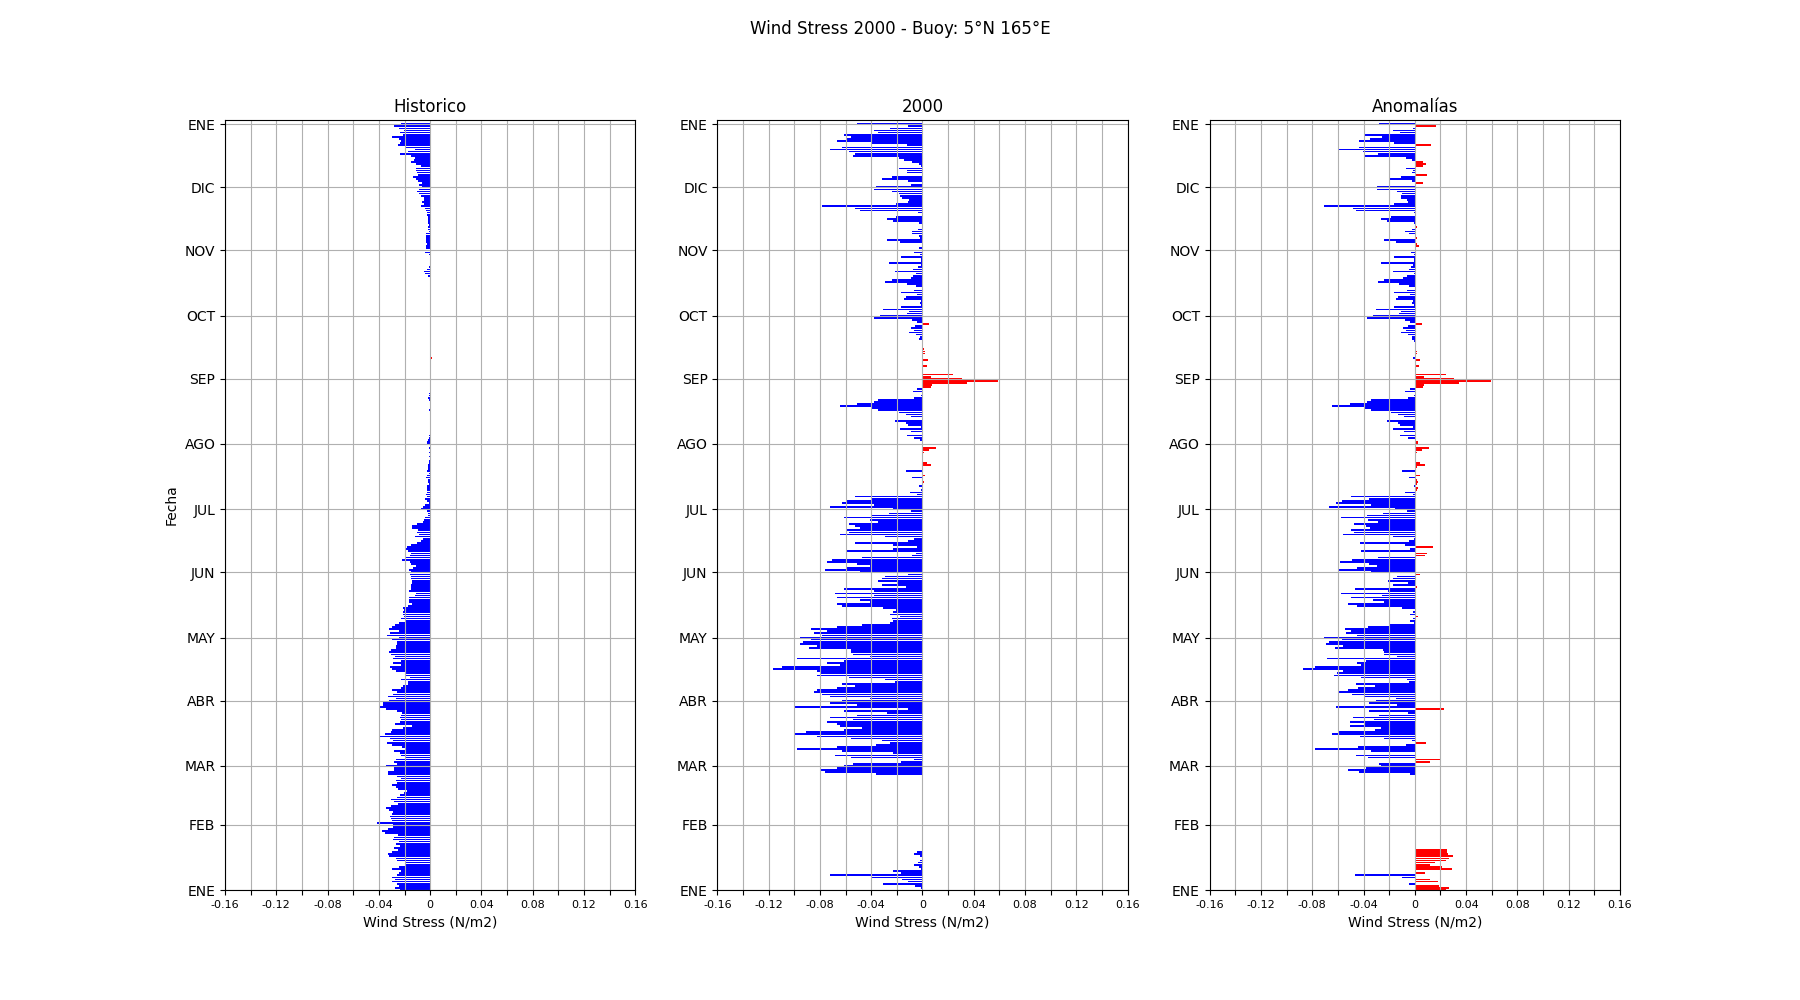 Wind Stress 2000 - Buoy: 5°N 165°E
Historico
2000
Anomalías
Fecha
ENE
DIC
NOV
OCT
SEP
AGO
JUL
JUN
MAY
ABR
MAR
FEB
ENE
-0.16 -0.12 -0.08 -0.04 0 0.04 0.08 0.12 0.16
Wind Stress (N/m2)
ENE
DIC
NOV
OCT
SEP
AGO
JUL
JUN
MAY
ABR
MAR
FEB
ENE
-0.16 -0.12 -0.08 -0.04 0 0.04 0.08 0.12 0.16
Wind Stress (N/m2)
ENE
DIC
NOV
OCT
SEP
AGO
JUL
JUN
MAY
ABR
MAR
FEB
ENE
-0.16 -0.12 -0.08 -0.04 0 0.04 0.08 0.12 0.16
Wind Stress (N/m2)